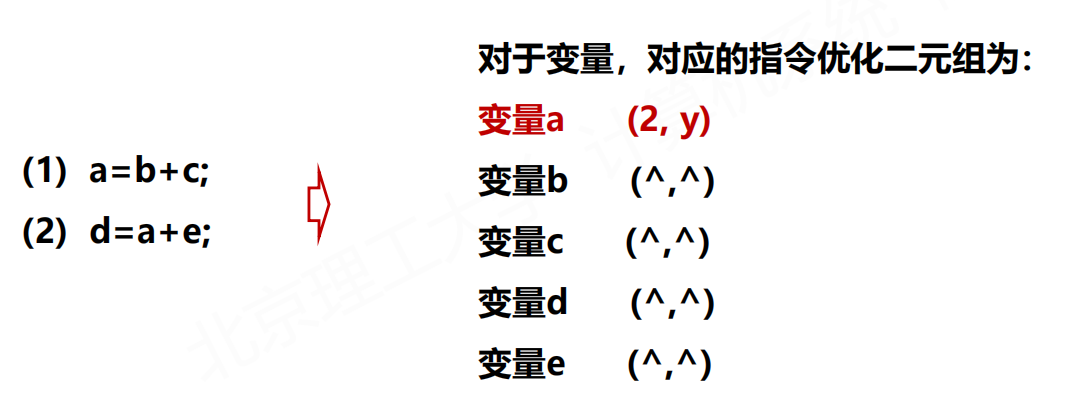 对于变量，对应的指令优化二元组为：
变量a (2, y)
(1) a=b+c;
变量b (^,^)
(2) d=a+e;
变量c (^,^)
变量d (^,^)
变量e (^,^)
北京理工大学 计算机系统